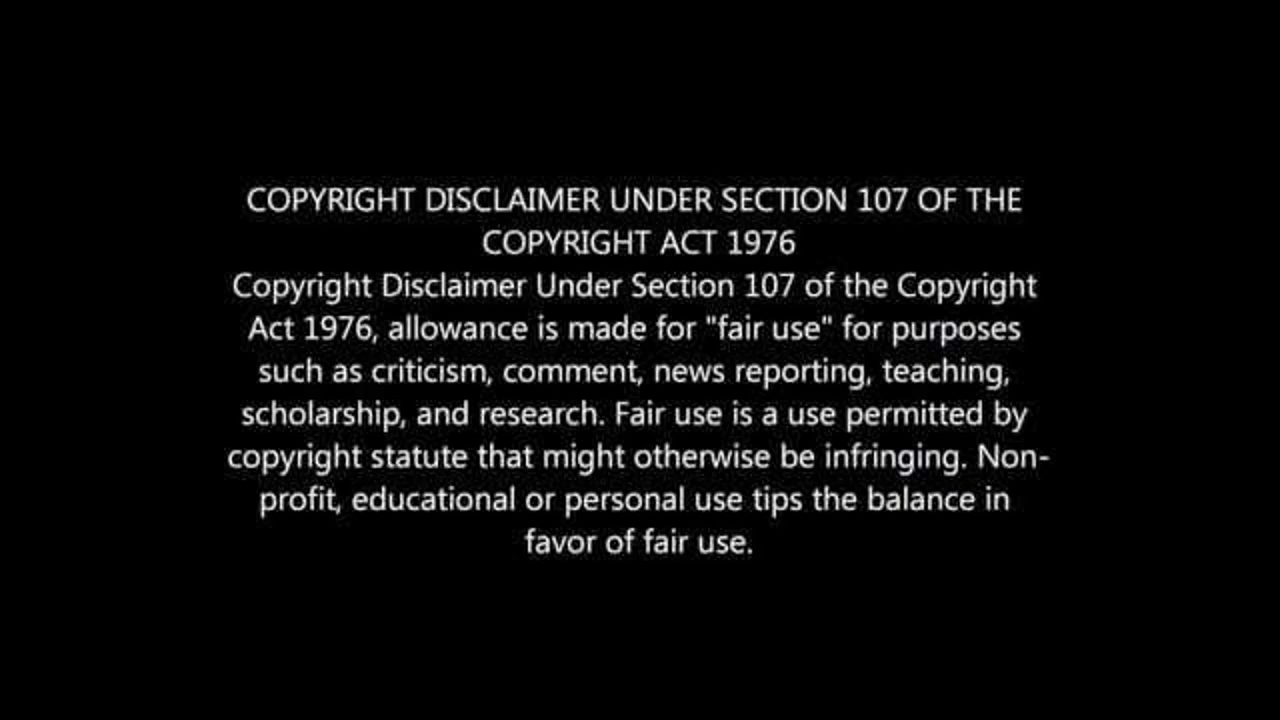 COPYRIGHT DISCLAIMER UNDER SECTION 107 OF THE
COPYRIGHT ACT 1976
Copyright Disclaimer Under Section 107 of the Copyright
Act 1976, allowance is made for "fair use" for purposes
such as criticism, comment, news reporting, teaching,
scholarship, and research. Fair use is a use permitted by
copyright statute that might otherwise be infringing. Non-
profit, educational or personal use tips the balance in
favor of fair use.